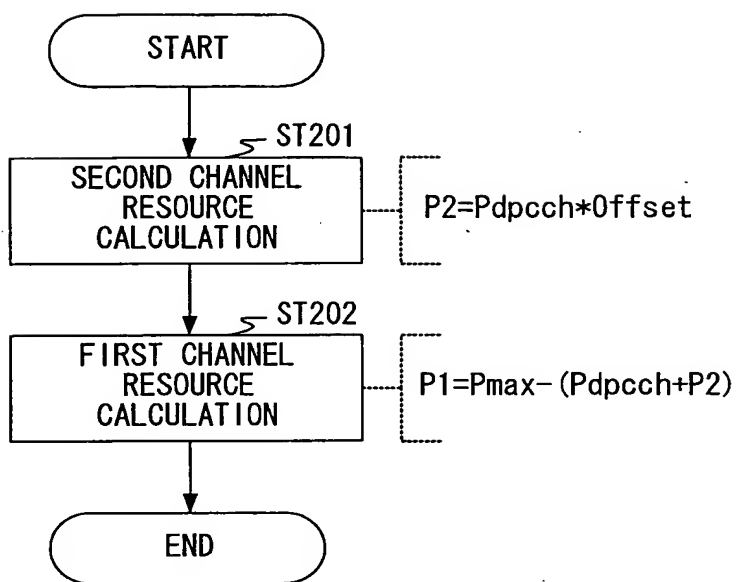 START
ST201
SECOND CHANNEL
RESOURCE
CALCULATION
P2=Pdpcch*Offset
ST202
FIRST CHANNEL
RESOURCE
CALCULATION
P1=Pmax-(Pdpcch+P2)
END